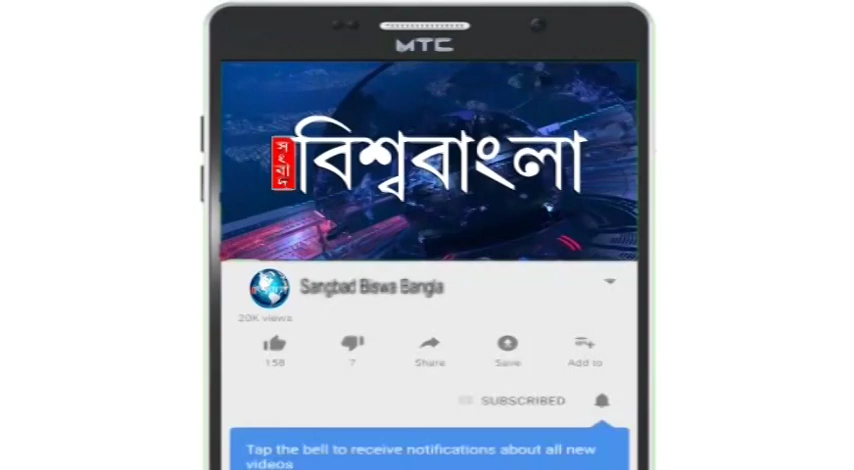 MTC
সংবাদ
বিশ্ববাংলা
Sangbad Biswa Bangla
20K views
158
7
Share
Save
Add to
SUBSCRIBED
Tap the bell to receive notifications about all new
videos